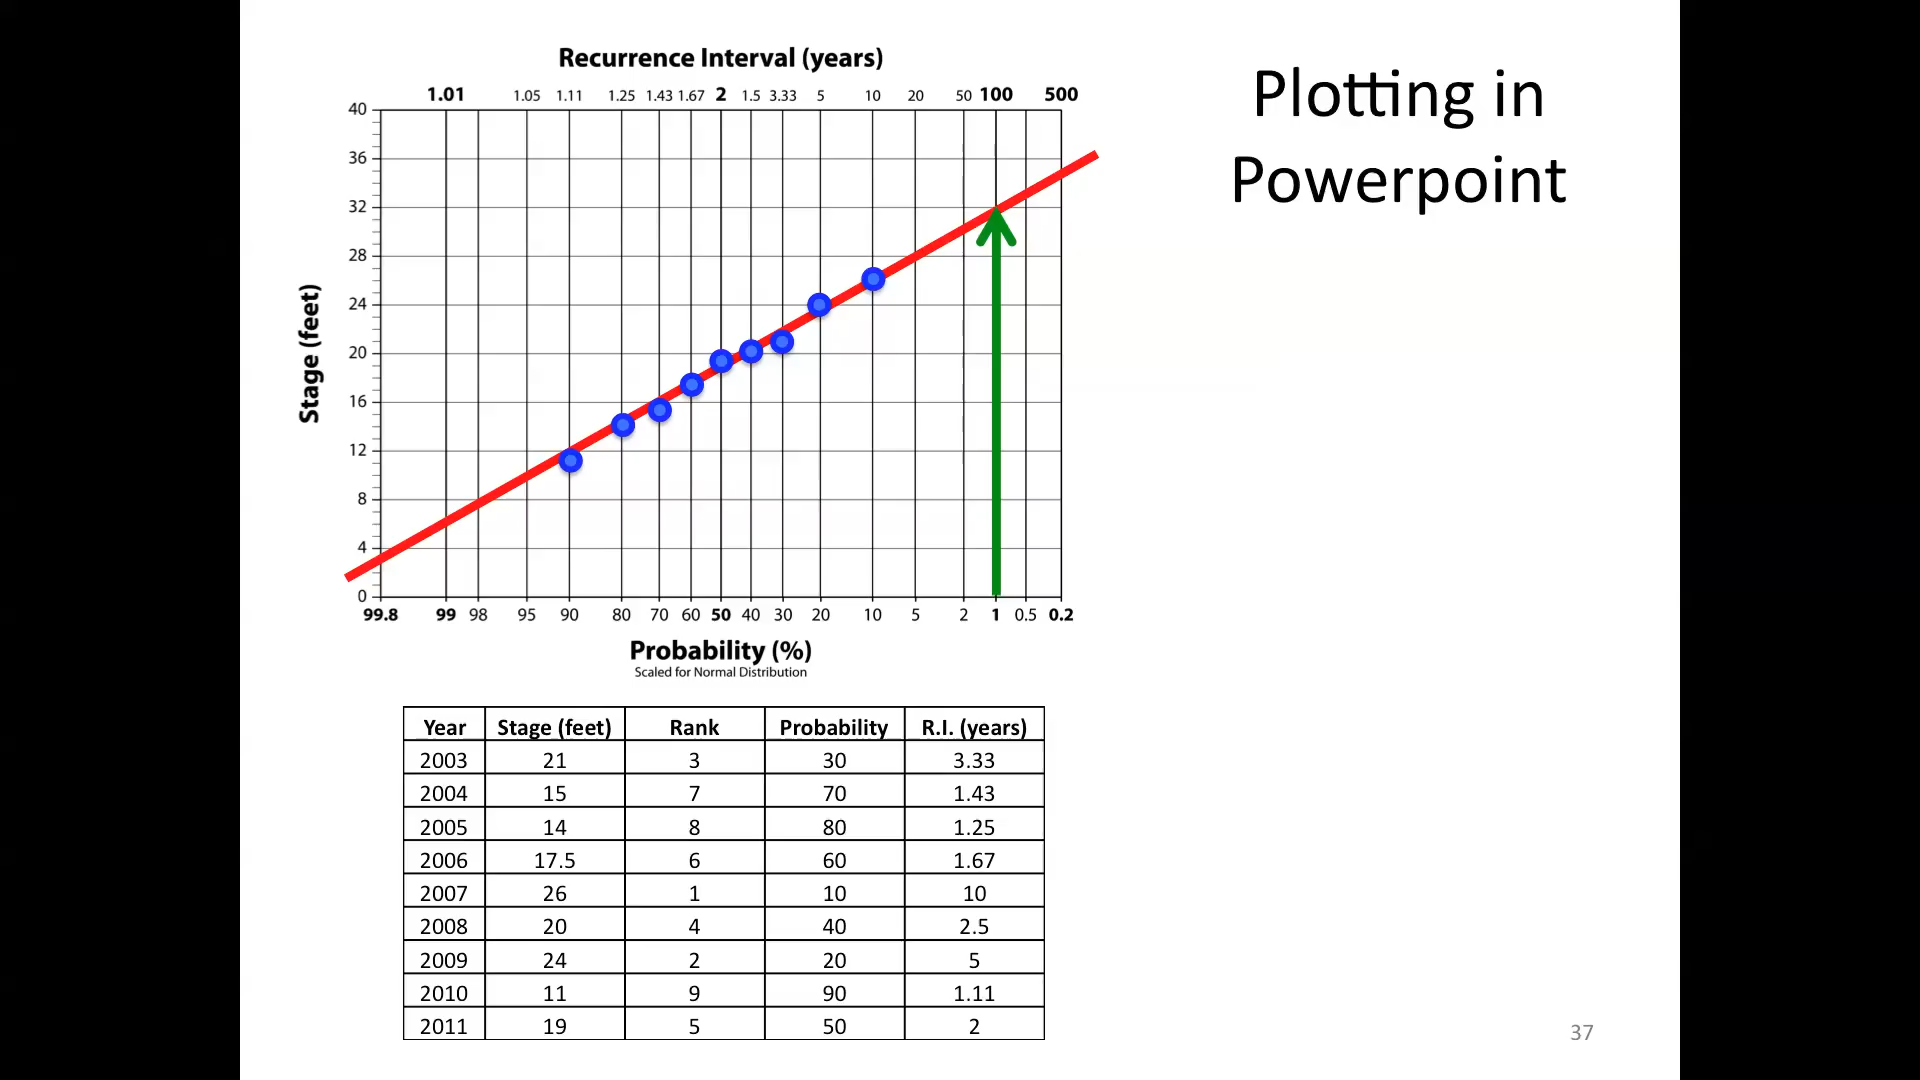 Plotting in
Powerpoint
Recurrence Interval (years)
1.01 1.05 1.11 1.25 1.43 1.67 2 1.5 3.33 5 10 20 50 100 500
40
36
32
28
24
20
16
12
8
4
0
Stage (feet)
99.8 99 98 95 90 80 70 60 50 40 30 20 10 5 2 1 0.5 0.2
Probability (%)
Scaled for Normal Distribution
Year Stage (feet) Rank Probability R.I. (years)
2003 21 3 30 3.33
2004 15 7 70 1.43
2005 14 8 80 1.25
2006 17.5 6 60 1.67
2007 26 1 10 10
2008 20 4 40 2.5
2009 24 2 20 5
2010 11 9 90 1.11
2011 19 5 50 2
37